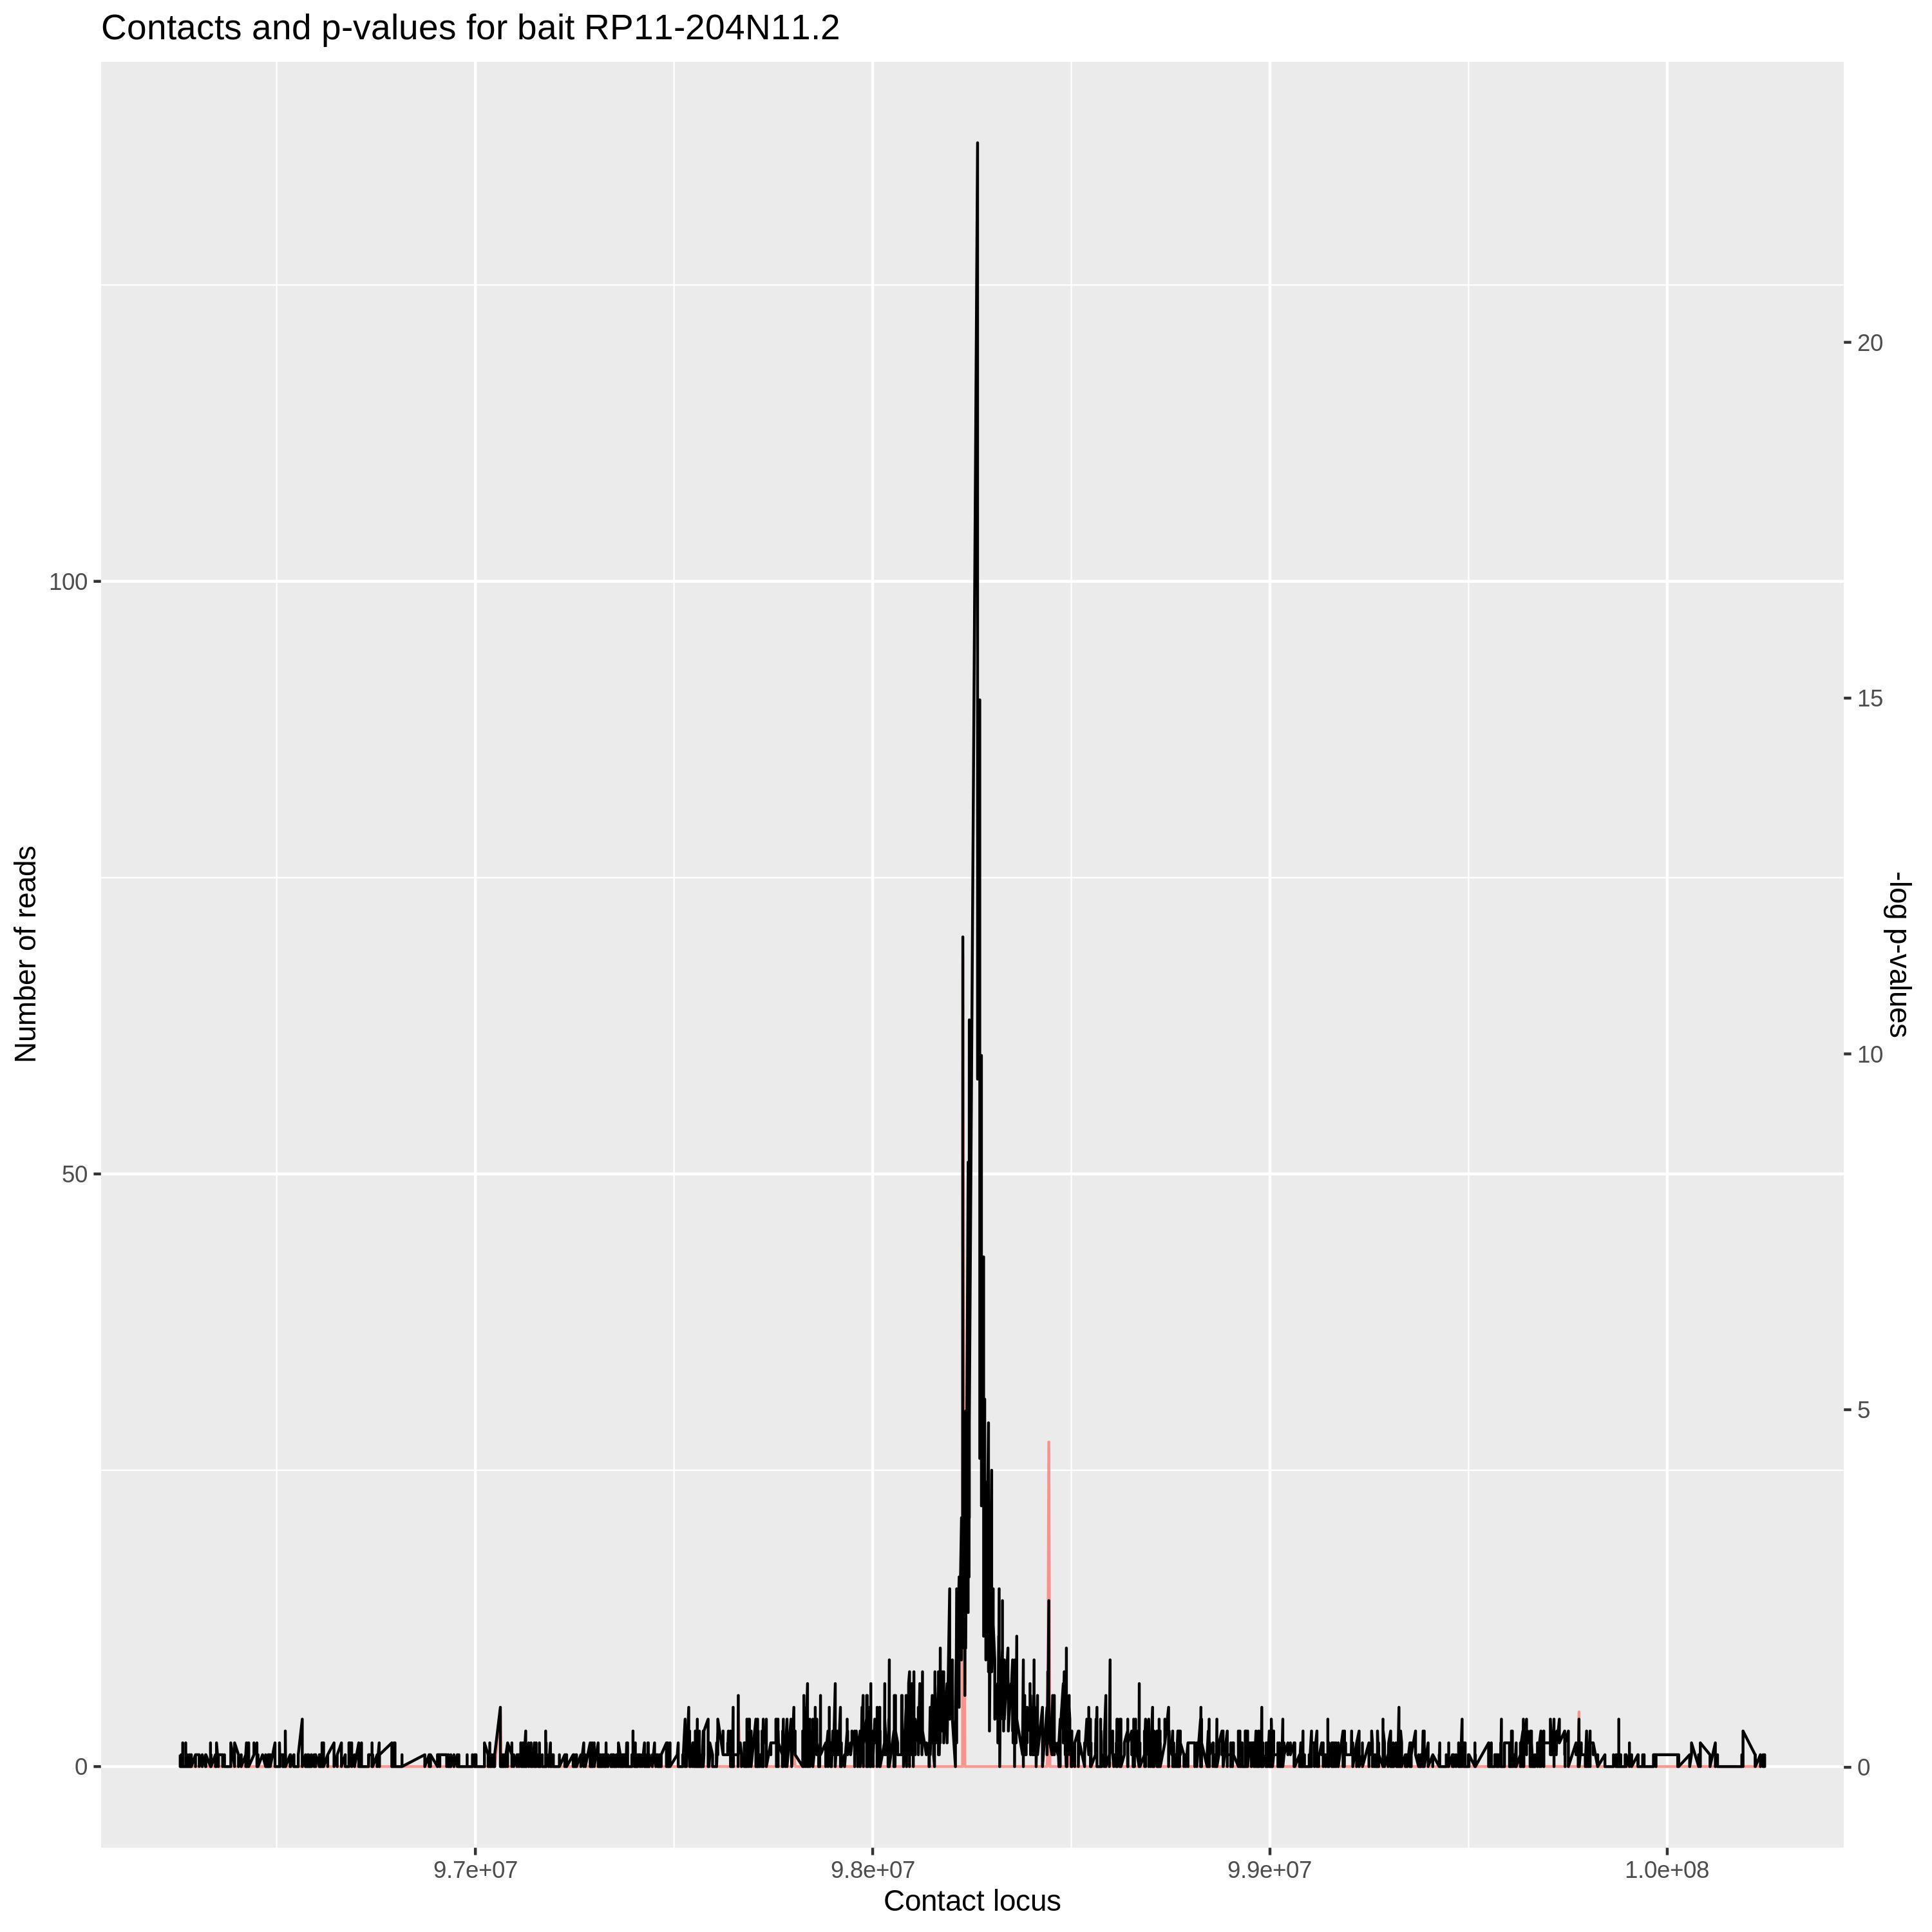 Contacts and p-values for bait RP11-204N11.2
Number of reads
100
50
0
20
15
10
5
0
-log p-values
9.7e+07
9.8e+07
9.9e+07
1.0e+08
Contact locus